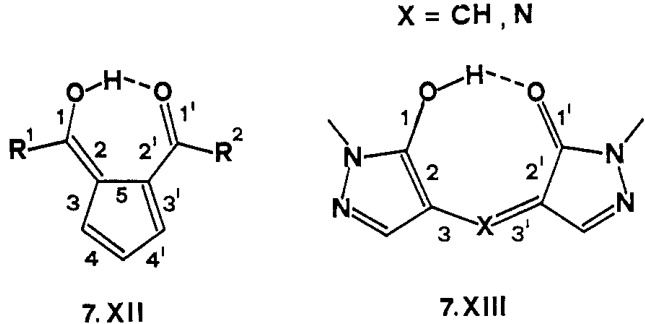 X = CH, N
O H O
1 1'
R¹ 2 2' R²
3 5 3'
4 4'
7. XII
O H O
1 1'
N 2 2' N
N 3 X 3' N
7. XIII